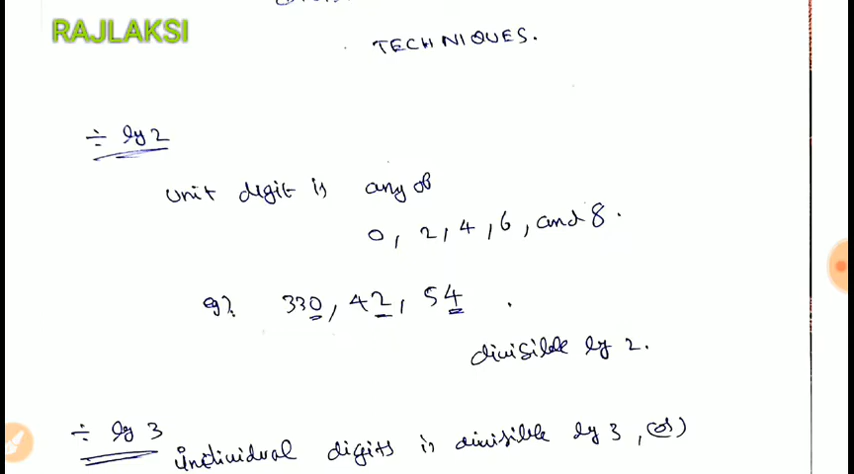 RAJLAKSI
TECHNIQUES.
÷ by 2
unit digit is any of
0, 2, 4, 6, and 8.
eg: 330, 42, 54.
divisible by 2.
÷ by 3
individual digits is divisible by 3, (or)